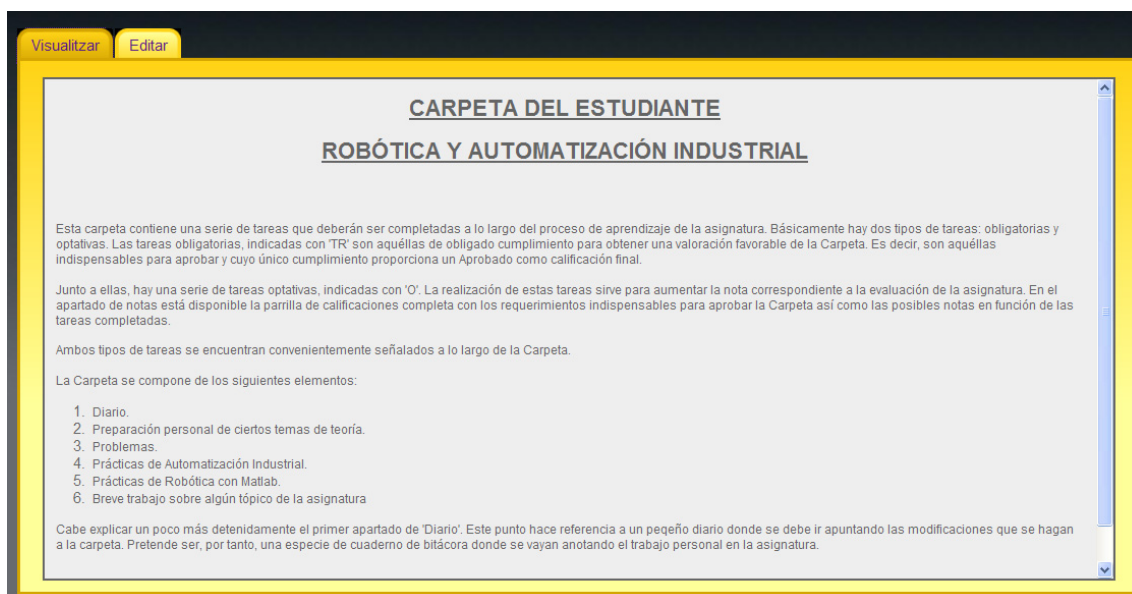 Visualitzar
Editar
CARPETA DEL ESTUDIANTE
ROBÓTICA Y AUTOMATIZACIÓN INDUSTRIAL
Esta carpeta contiene una serie de tareas que deberán ser completadas a lo largo del proceso de aprendizaje de la asignatura. Básicamente hay dos tipos de tareas: obligatorias y
optativas. Las tareas obligatorias, indicadas con 'TR' son aquéllas de obligado cumplimiento para obtener una valoración favorable de la Carpeta. Es decir, son aquéllas
indispensables para aprobar y cuyo único cumplimiento proporciona un Aprobado como calificación final.
Junto a ellas, hay una serie de tareas optativas, indicadas con 'O'. La realización de estas tareas sirve para aumentar la nota correspondiente a la evaluación de la asignatura. En el
apartado de notas está disponible la parrilla de calificaciones completa con los requerimientos indispensables para aprobar la Carpeta así como las posibles notas en función de las
tareas completadas.
Ambos tipos de tareas se encuentran convenientemente señalados a lo largo de la Carpeta.
La Carpeta se compone de los siguientes elementos:
1. Diario.
2. Preparación personal de ciertos temas de teoría.
3. Problemas.
4. Prácticas de Automatización Industrial.
5. Prácticas de Robótica con Matlab.
6. Breve trabajo sobre algún tópico de la asignatura
Cabe explicar un poco más detenidamente el primer apartado de 'Diario'. Este punto hace referencia a un peqeño diario donde se debe ir apuntando las modificaciones que se hagan
a la carpeta. Pretende ser, por tanto, una especie de cuaderno de bitácora donde se vayan anotando el trabajo personal en la asignatura.